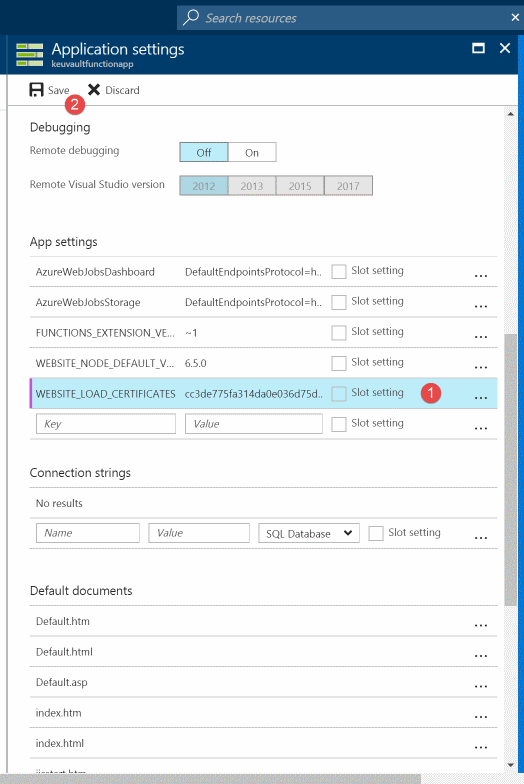 Search resources
Application settings
keuvaultfunctionapp
Save Discard
2
Debugging
Remote debugging Off On
Remote Visual Studio version 2012 2013 2015 2017
App settings
AzureWebJobsDashboard DefaultEndpointsProtocol=h.. Slot setting ...
AzureWebJobsStorage DefaultEndpointsProtocol=h.. Slot setting ...
FUNCTIONS_EXTENSION_VE... ~1 Slot setting ...
WEBSITE_NODE_DEFAULT_V... 6.5.0 Slot setting ...
WEBSITE_LOAD_CERTIFICATES cc3de775fa314da0e036d75d.. Slot setting 1 ...
Key Value Slot setting ...
Connection strings
No results
Name Value SQL Database Slot setting ...
Default documents
Default.htm ...
Default.html ...
Default.asp ...
index.htm ...
index.html ...